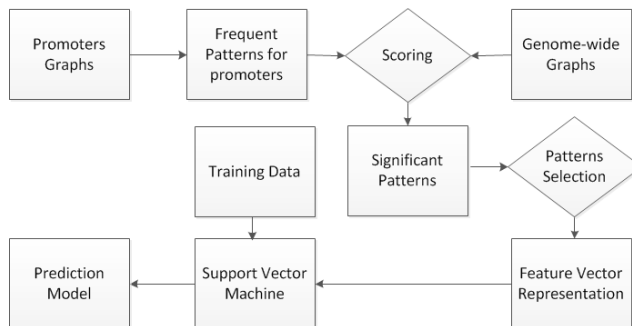 Promoters
Graphs
Frequent
Patterns for
promoters
Scoring
Genome-wide
Graphs
Training Data
Significant
Patterns
Patterns
Selection
Prediction
Model
Support Vector
Machine
Feature Vector
Representation